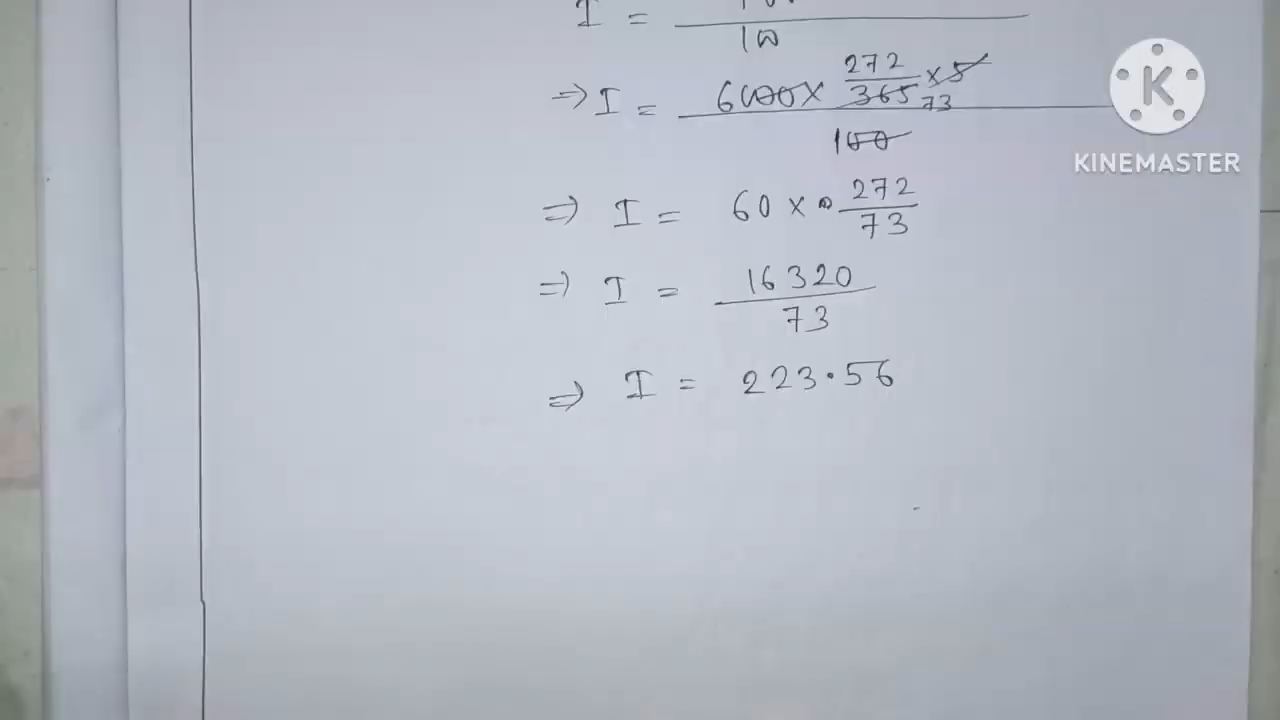 I =
100
⇒ I = 6000 × 272/365 × 5
73
100
⇒ I = 60 × 272/73
⇒ I = 16320/73
⇒ I = 223.56
K
KINEMASTER